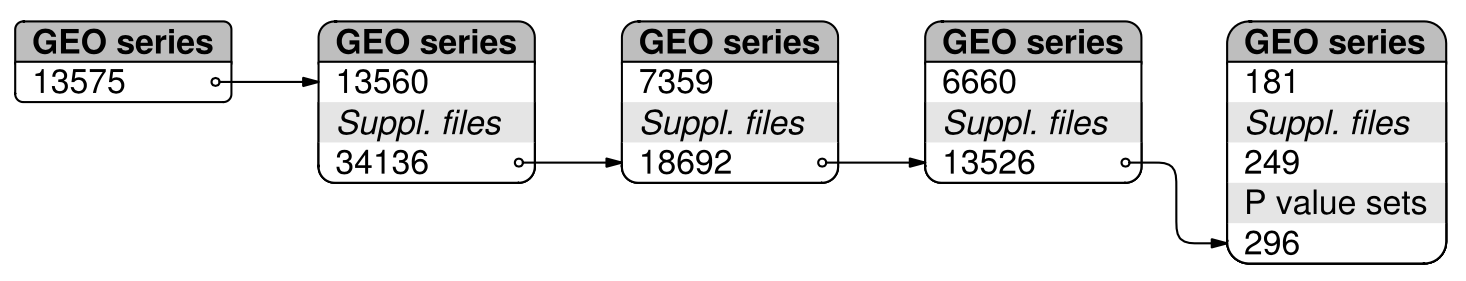 GEO series
13575
GEO series
13560
Suppl. files
34136
GEO series
7359
Suppl. files
18692
GEO series
6660
Suppl. files
13526
GEO series
181
Suppl. files
249
P value sets
296